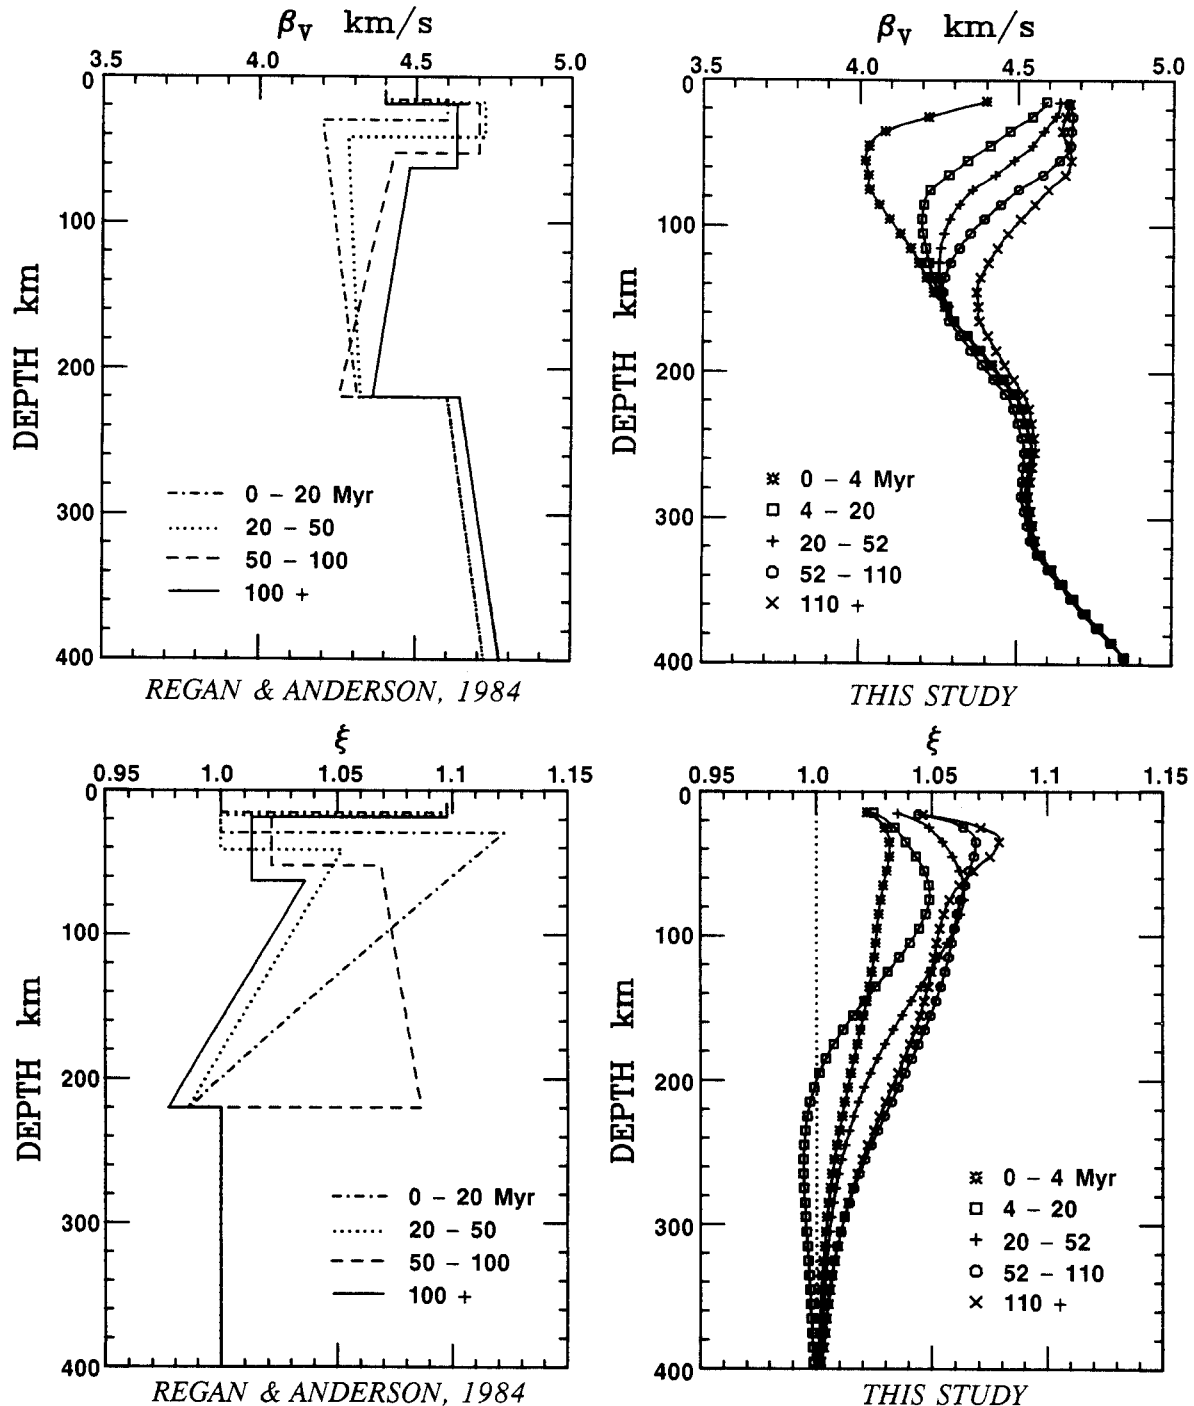 βV km/s
3.5 4.0 4.5 5.0
0
100
200
300
400
DEPTH km
0 – 20 Myr
20 – 50
50 – 100
100 +
REGAN & ANDERSON, 1984
βV km/s
3.5 4.0 4.5 5.0
0
100
200
300
400
DEPTH km
0 – 4 Myr
4 – 20
20 – 52
52 – 110
110 +
THIS STUDY
ξ
0.95 1.0 1.05 1.1 1.15
0
100
200
300
400
DEPTH km
0 – 20 Myr
20 – 50
50 – 100
100 +
REGAN & ANDERSON, 1984
ξ
0.95 1.0 1.05 1.1 1.15
0
100
200
300
400
DEPTH km
0 – 4 Myr
4 – 20
20 – 52
52 – 110
110 +
THIS STUDY